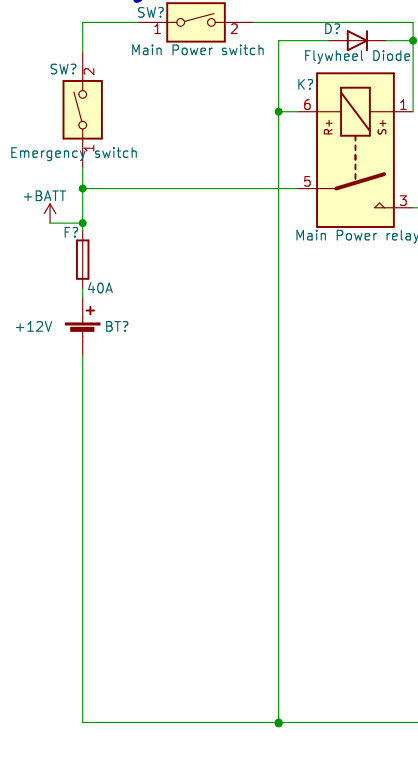 SW?
1 2
Main Power switch
D?
Flywheel Diode
SW?
2
1
Emergency switch
K?
6 1
R+ S+
5
3
Main Power relay
+BATT
F?
40A
+
+12V BT?